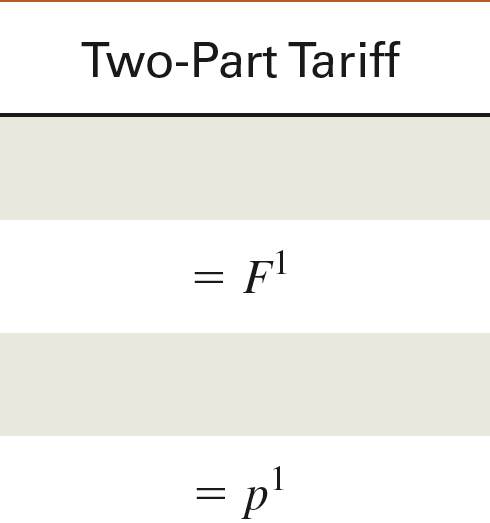 Two-Part Tariff
= F¹
= p¹